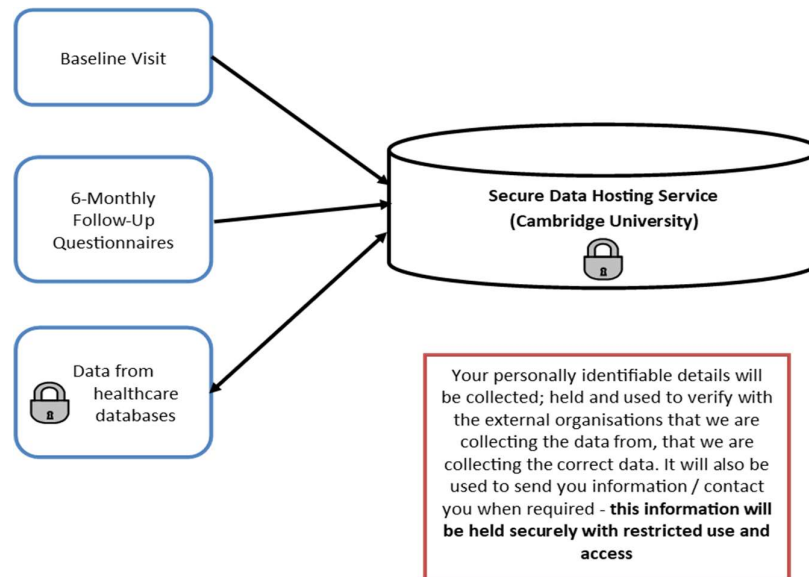 Baseline Visit
6-Monthly
Follow-Up
Questionnaires
Data from
healthcare
databases
Secure Data Hosting Service
(Cambridge University)
Your personally identifiable details will
be collected; held and used to verify with
the external organisations that we are
collecting the data from, that we are
collecting the correct data. It will also be
used to send you information / contact
you when required - this information will
be held securely with restricted use and
access